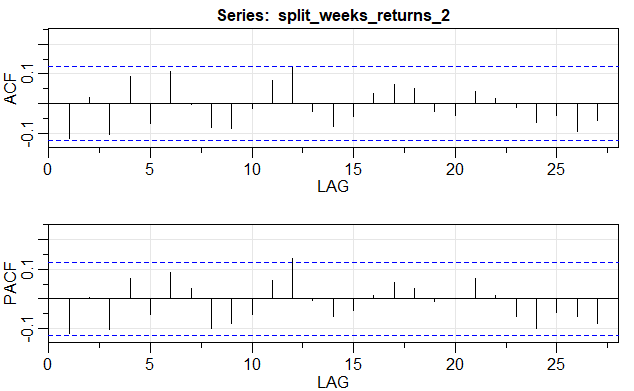 Series: split_weeks_returns_2
ACF
0.1
-0.1
0 5 10 15 20 25
LAG
PACF
0.1
-0.1
0 5 10 15 20 25
LAG